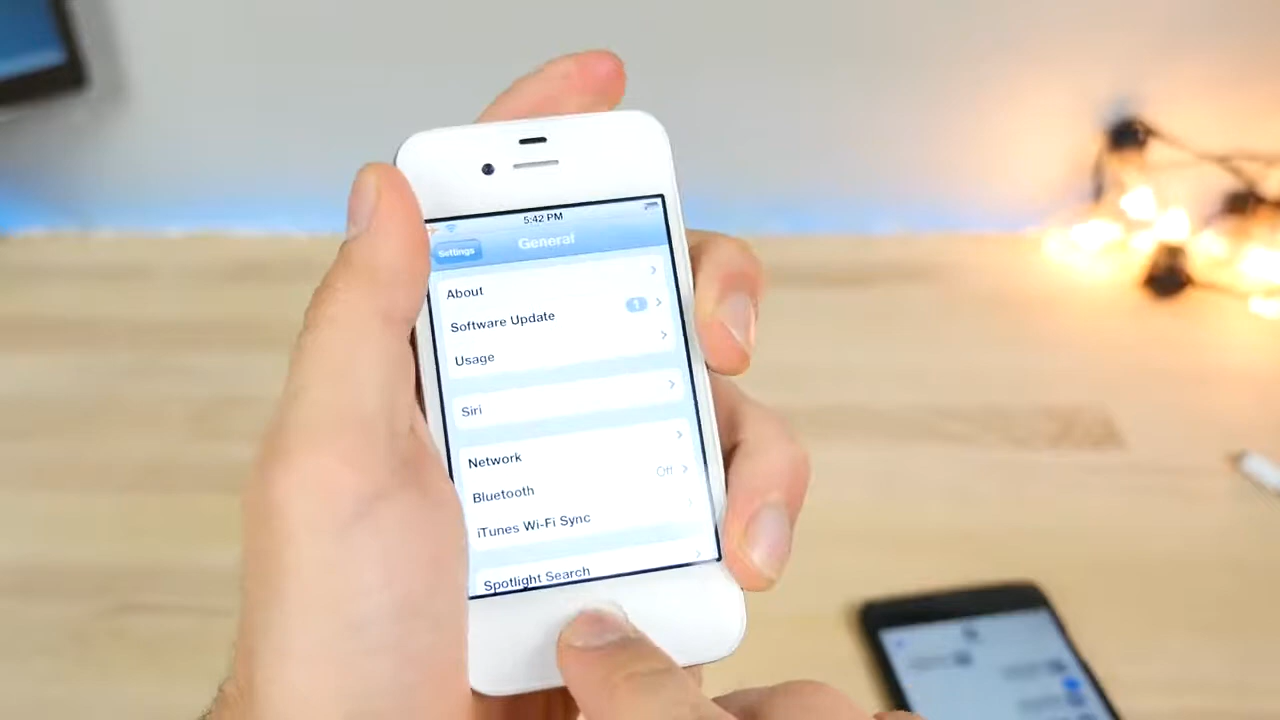 5:42 PM
Settings
General
About
Software Update 1
Usage
Siri
Network
Bluetooth Off
iTunes Wi-Fi Sync
Spotlight Search